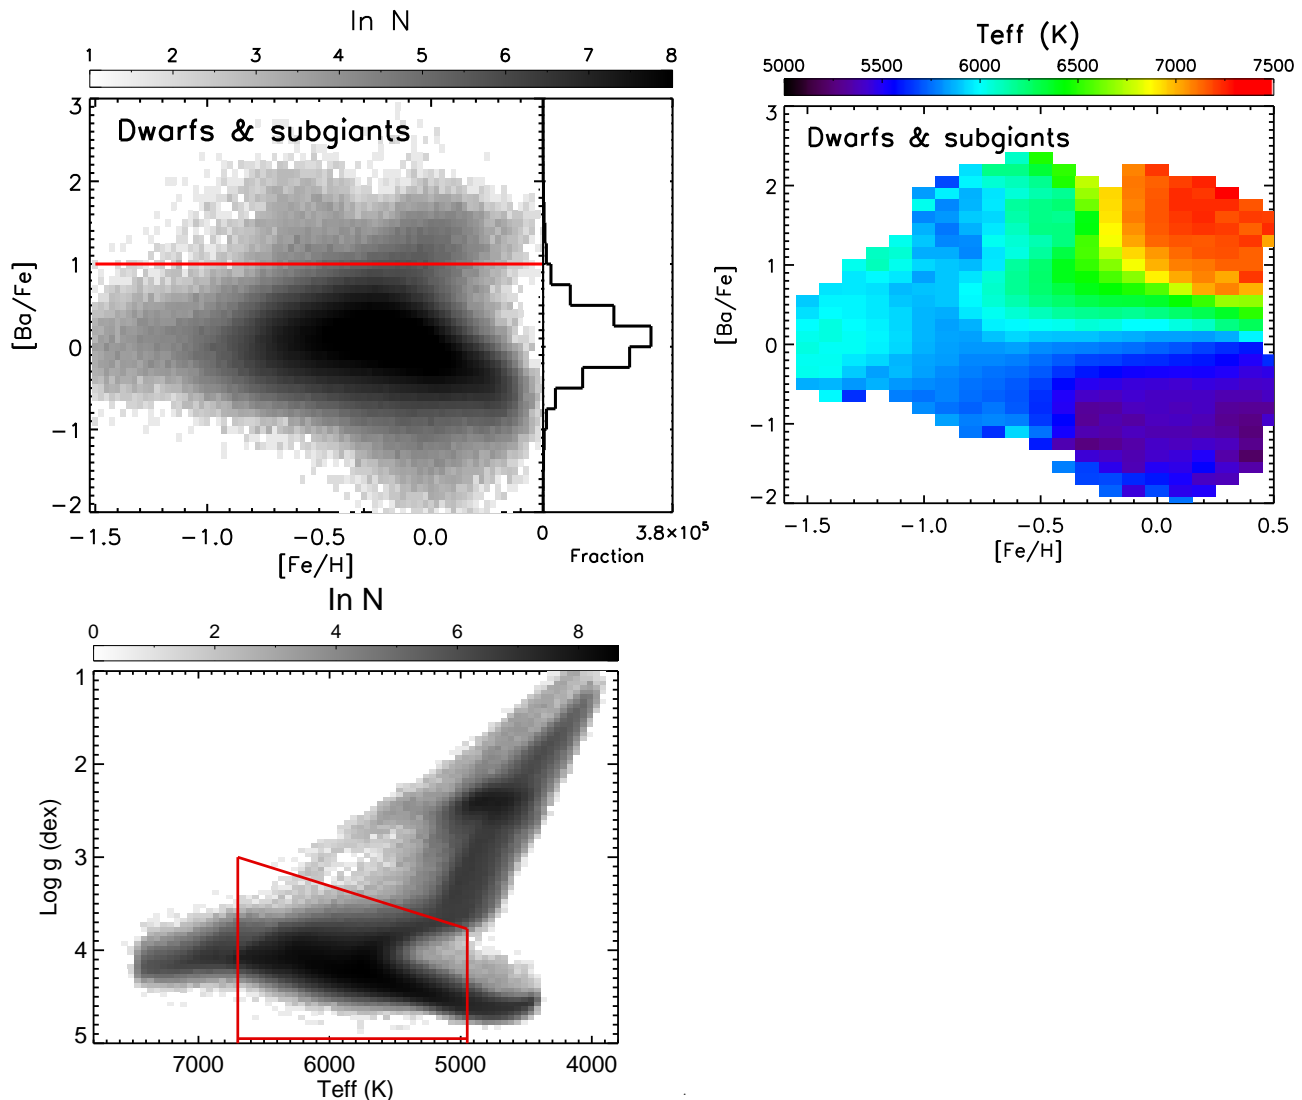 ln N
1 2 3 4 5 6 7 8
Dwarfs & subgiants
3
2
1
0
−1
−2
[Ba/Fe]
−1.5 −1.0 −0.5 0.0
[Fe/H]
0 3.8×10⁵
Fraction
Teff (K)
5000 5500 6000 6500 7000 7500
Dwarfs & subgiants
3
2
1
0
−1
−2
[Ba/Fe]
−1.5 −1.0 −0.5 0.0 0.5
[Fe/H]
ln N
0 2 4 6 8
1
2
3
4
5
Log g (dex)
7000 6000 5000 4000
Teff (K)